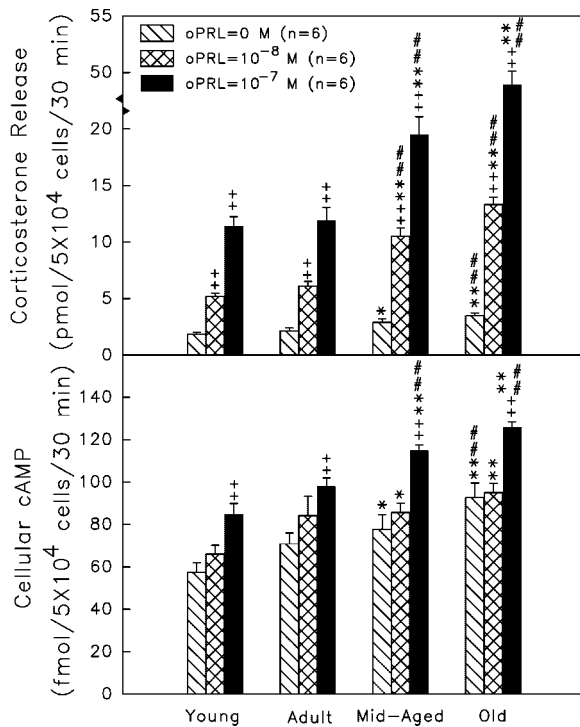 oPRL=0 M (n=6)
oPRL=10⁻⁸ M (n=6)
oPRL=10⁻⁷ M (n=6)
Corticosterone Release
(pmol/5X10⁴ cells/30 min)
55
50
20
15
10
5
0
+ +
+ +
+ +
+ +
*
##**++
##**++
##**
##**++
** ## ++
Cellular cAMP
(fmol/5X10⁴ cells/30 min)
140
120
100
80
60
40
20
0
+ +
+ +
*
*
##**++
##**
**
** ## ++
Young
Adult
Mid-Aged
Old